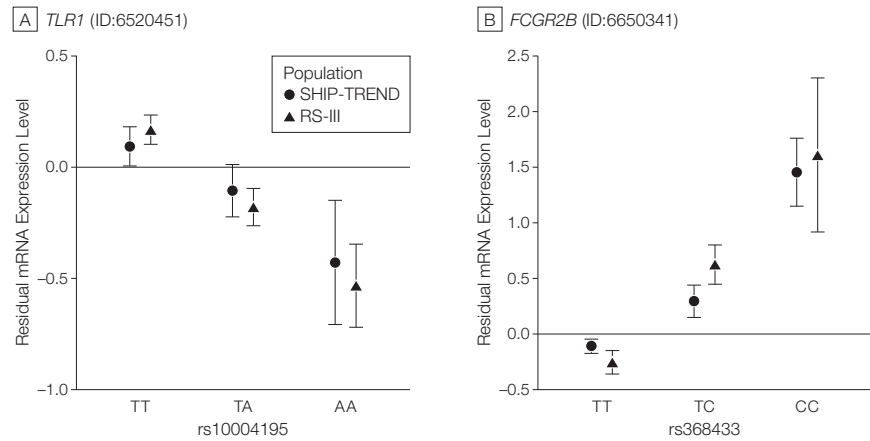 A TLR1 (ID:6520451)
Residual mRNA Expression Level
0.5
0.0
−0.5
−1.0
Population
SHIP-TREND
RS-III
TT TA AA
rs10004195
B FCGR2B (ID:6650341)
Residual mRNA Expression Level
2.5
2.0
1.5
1.0
0.5
0.0
−0.5
TT TC CC
rs368433